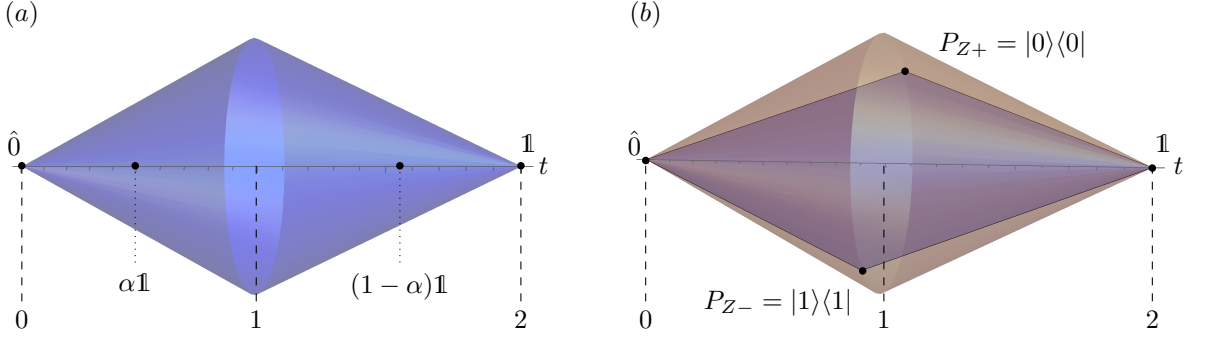 (a)
0̂
𝟙
t
α𝟙
(1 − α)𝟙
0
1
2
(b)
P_{Z+} = |0⟩⟨0|
0̂
𝟙
t
P_{Z−} = |1⟩⟨1|
0
1
2